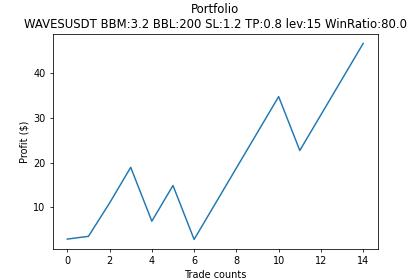 Portfolio
WAVESUSDT BBM:3.2 BBL:200 SL:1.2 TP:0.8 lev:15 WinRatio:80.0
Profit ($)
40
30
20
10
0 2 4 6 8 10 12 14
Trade counts